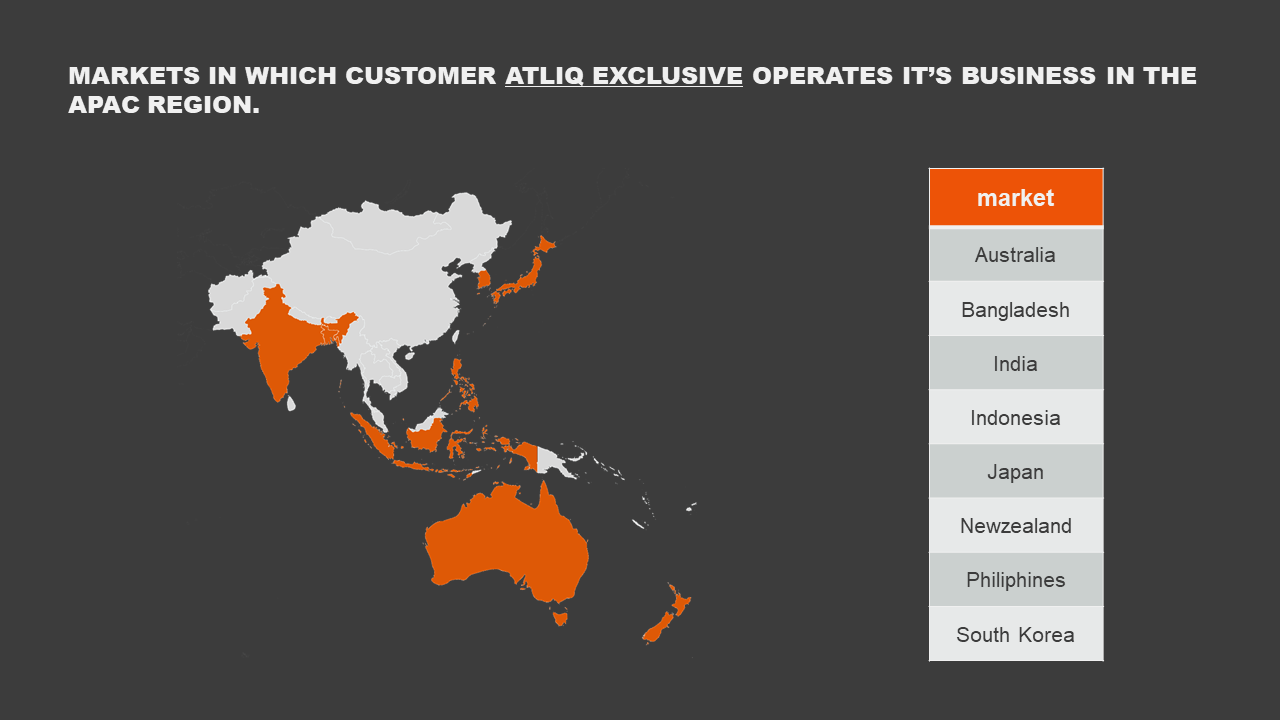 MARKETS IN WHICH CUSTOMER ATLIQ EXCLUSIVE OPERATES IT’S BUSINESS IN THE
APAC REGION.
market
Australia
Bangladesh
India
Indonesia
Japan
Newzealand
Philiphines
South Korea